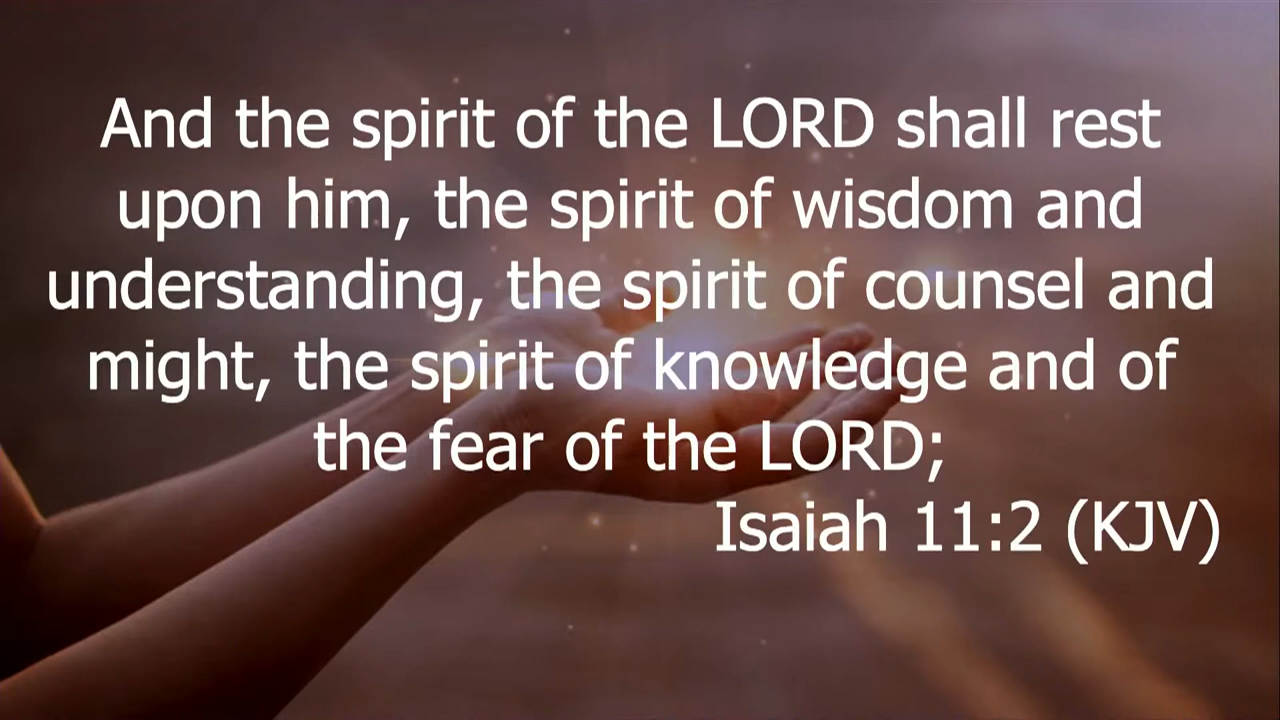 And the spirit of the LORD shall rest
upon him, the spirit of wisdom and
understanding, the spirit of counsel and
might, the spirit of knowledge and of
the fear of the LORD;
Isaiah 11:2 (KJV)